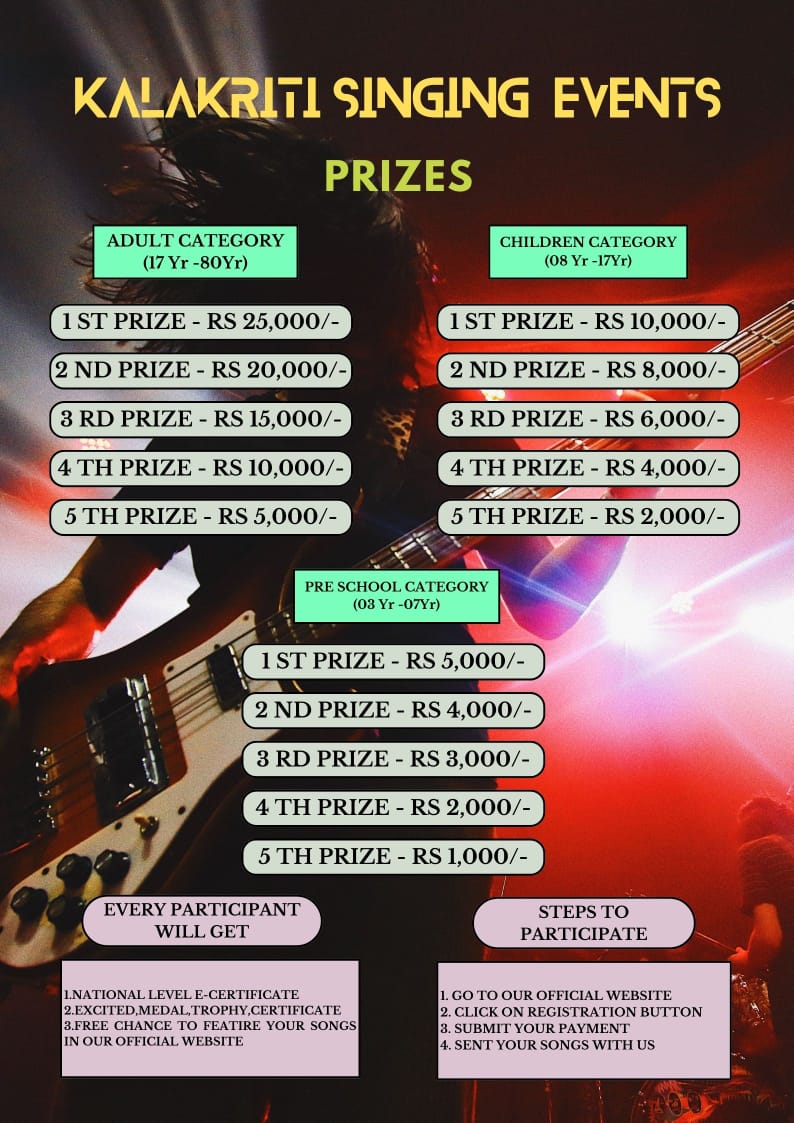 KALAKRITI SINGING EVENTS
PRIZES
ADULT CATEGORY
(17 Yr -80Yr)
1 ST PRIZE - RS 25,000/-
2 ND PRIZE - RS 20,000/-
3 RD PRIZE - RS 15,000/-
4 TH PRIZE - RS 10,000/-
5 TH PRIZE - RS 5,000/-
CHILDREN CATEGORY
(08 Yr -17Yr)
1 ST PRIZE - RS 10,000/-
2 ND PRIZE - RS 8,000/-
3 RD PRIZE - RS 6,000/-
4 TH PRIZE - RS 4,000/-
5 TH PRIZE - RS 2,000/-
PRE SCHOOL CATEGORY
(03 Yr -07Yr)
1 ST PRIZE - RS 5,000/-
2 ND PRIZE - RS 4,000/-
3 RD PRIZE - RS 3,000/-
4 TH PRIZE - RS 2,000/-
5 TH PRIZE - RS 1,000/-
EVERY PARTICIPANT
WILL GET
1.NATIONAL LEVEL E-CERTIFICATE
2.EXCITED,MEDAL,TROPHY,CERTIFICATE
3.FREE CHANCE TO FEATIRE YOUR SONGS
IN OUR OFFICIAL WEBSITE
STEPS TO
PARTICIPATE
1. GO TO OUR OFFICIAL WEBSITE
2. CLICK ON REGISTRATION BUTTON
3. SUBMIT YOUR PAYMENT
4. SENT YOUR SONGS WITH US